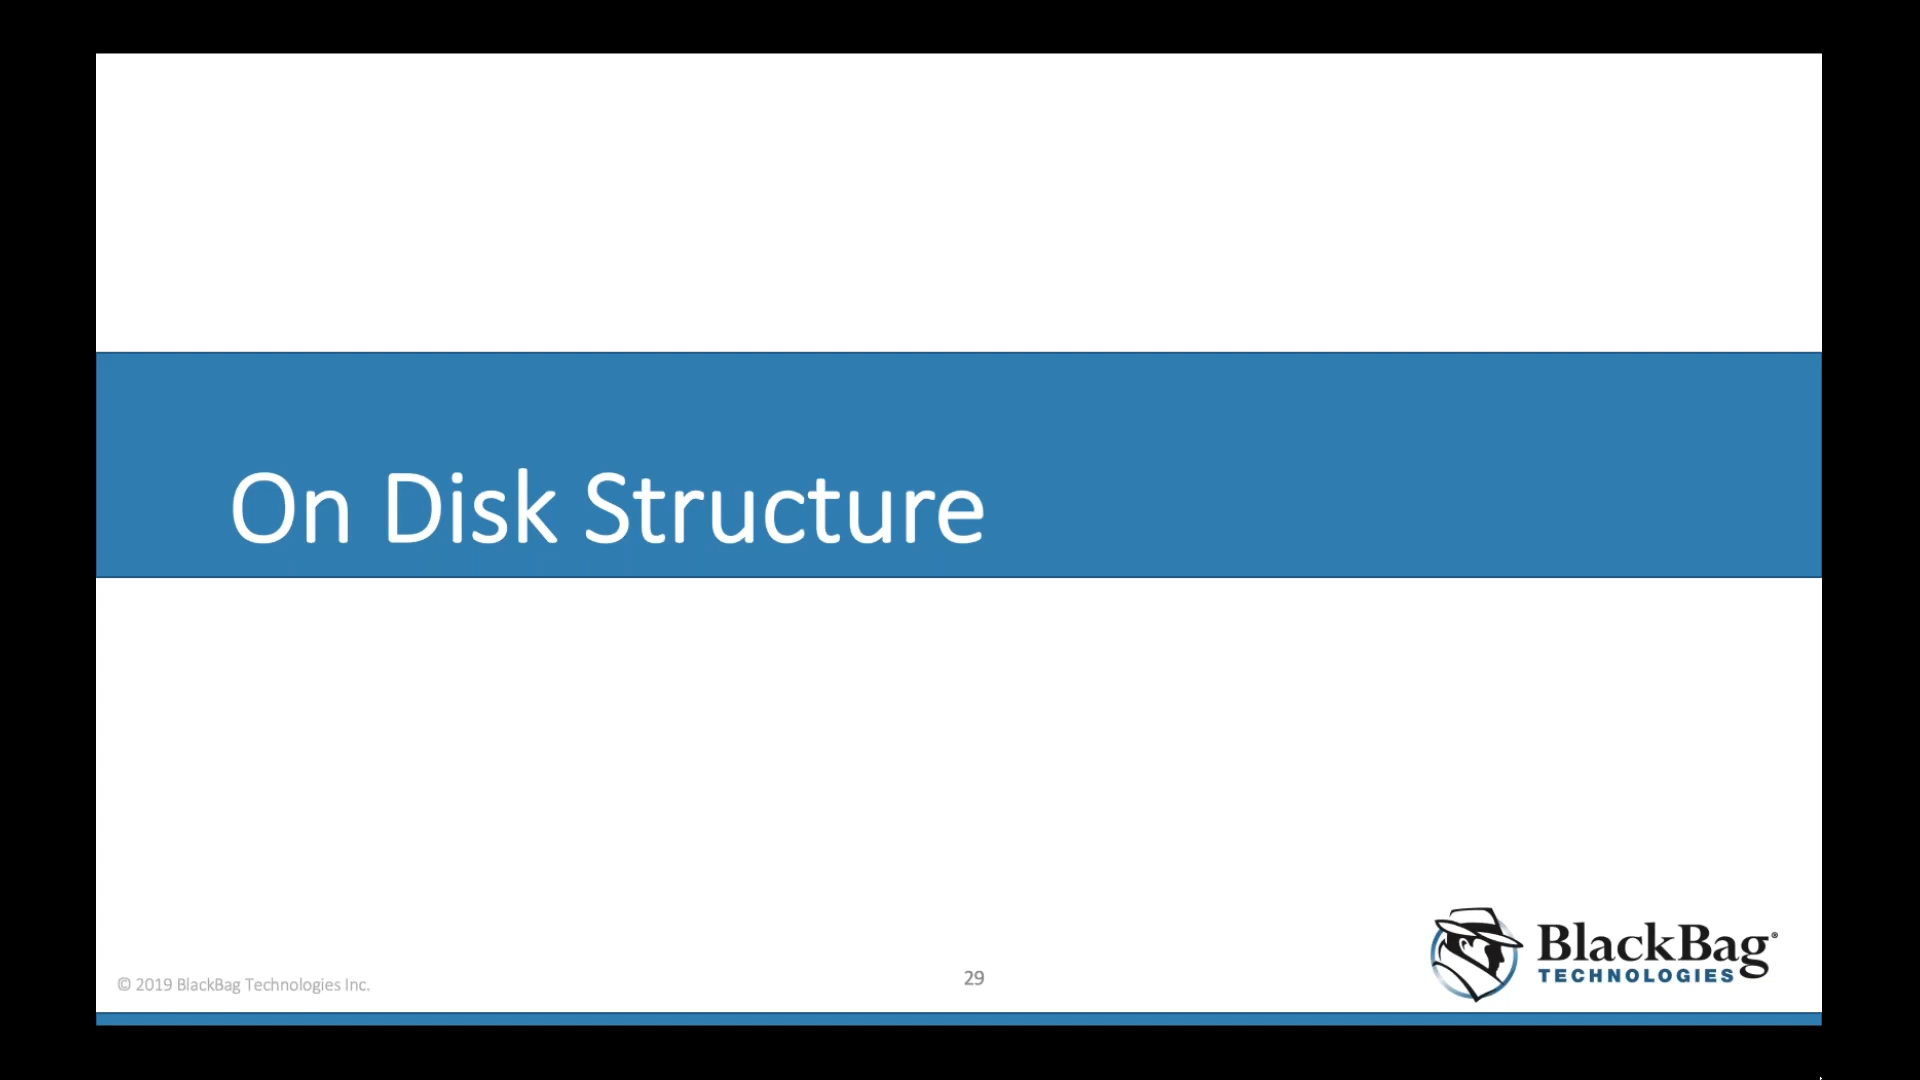 On Disk Structure
© 2019 BlackBag Technologies Inc.
29
BlackBag®
TECHNOLOGIES